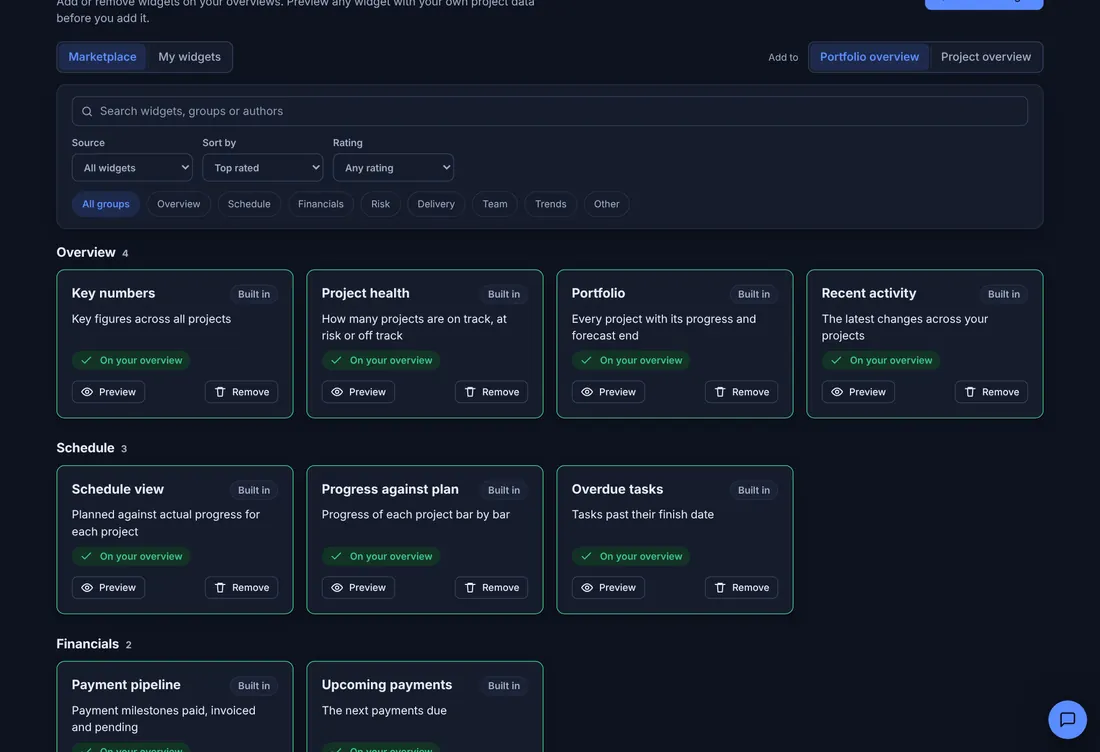 Add or remove widgets on your overviews. Preview any widget with your own project data
before you add it.
Marketplace My widgets Add to Portfolio overview Project overview
Search widgets, groups or authors
Source Sort by Rating
All widgets Top rated Any rating
All groups Overview Schedule Financials Risk Delivery Team Trends Other
Overview 4
Key numbers Built in
Key figures across all projects
On your overview
Preview Remove
Project health Built in
How many projects are on track, at
risk or off track
On your overview
Preview Remove
Portfolio Built in
Every project with its progress and
forecast end
On your overview
Preview Remove
Recent activity Built in
The latest changes across your
projects
On your overview
Preview Remove
Schedule 3
Schedule view Built in
Planned against actual progress for
each project
On your overview
Preview Remove
Progress against plan Built in
Progress of each project bar by bar
On your overview
Preview Remove
Overdue tasks Built in
Tasks past their finish date
On your overview
Preview Remove
Financials 2
Payment pipeline Built in
Payment milestones paid, invoiced
and pending
On your overview
Upcoming payments Built in
The next payments due
On your overview